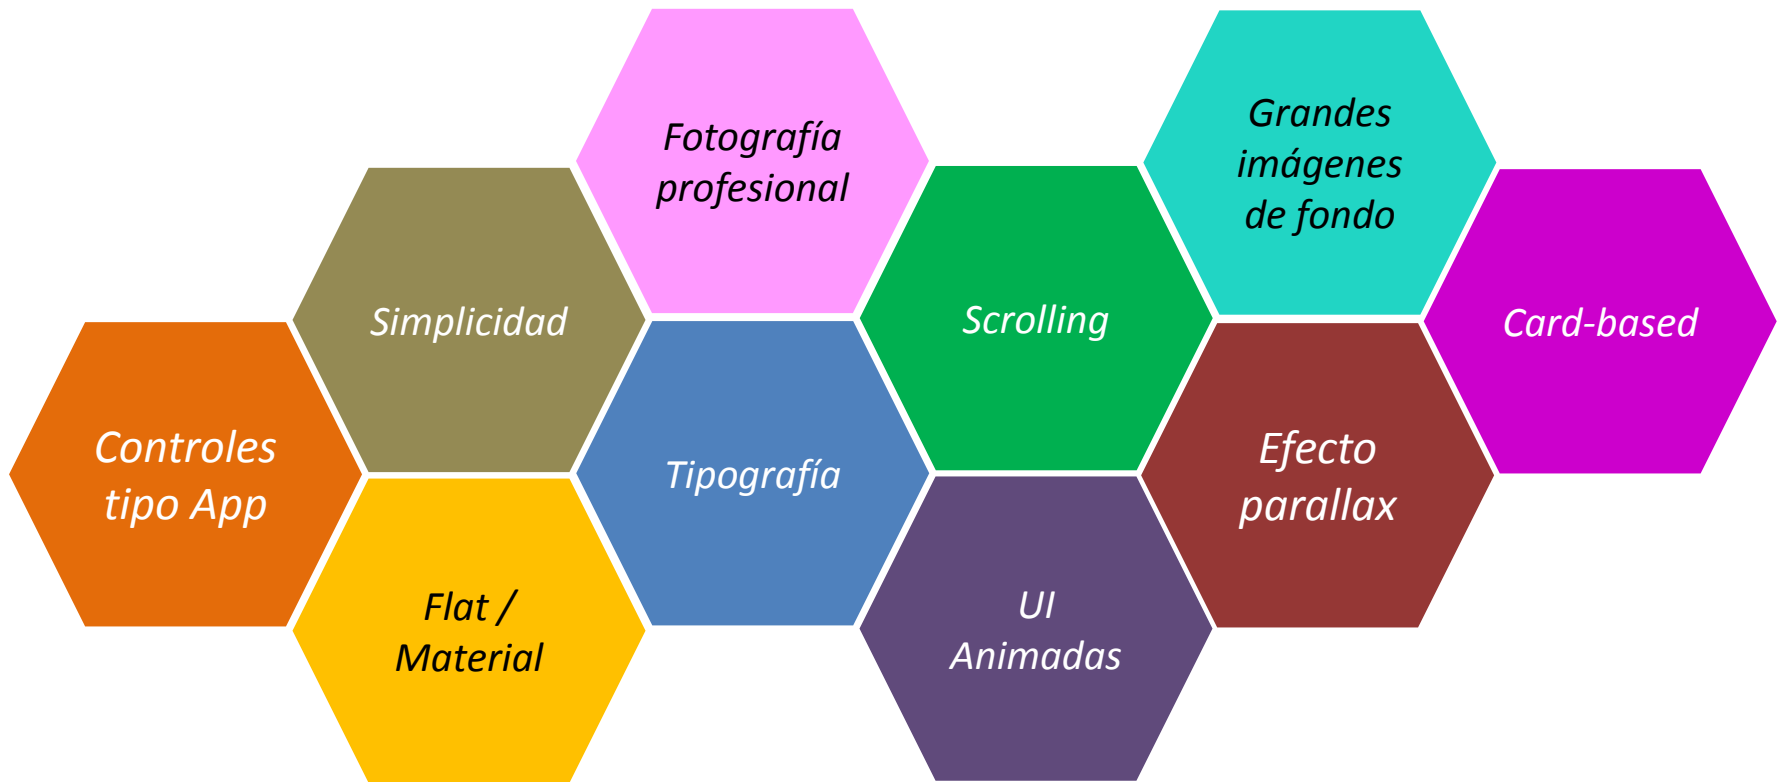 Controles
tipo App
Simplicidad
Flat /
Material
Fotografía
profesional
Tipografía
Scrolling
UI
Animadas
Grandes
imágenes
de fondo
Efecto
parallax
Card-based